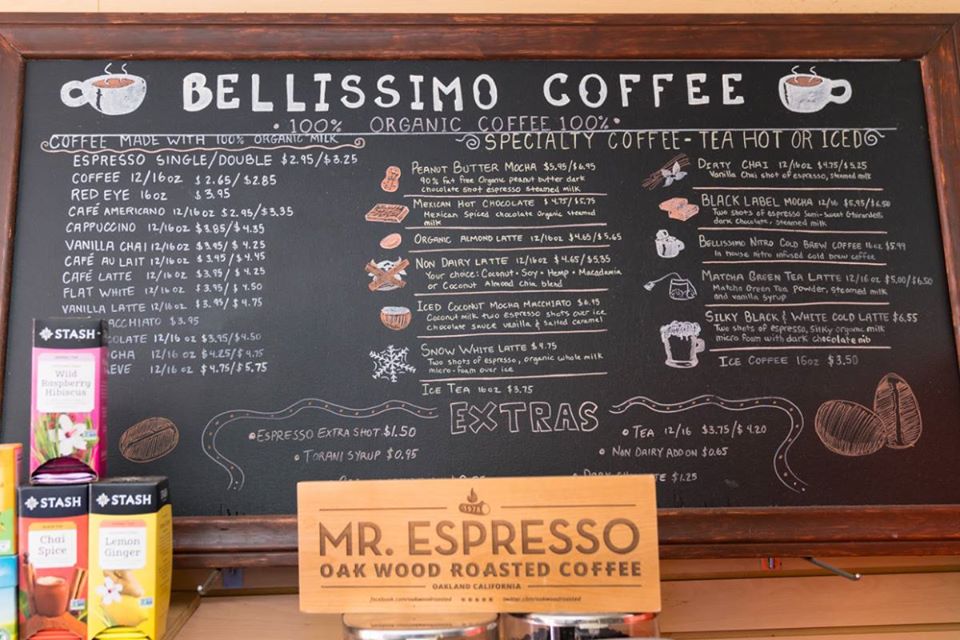 BELLISSIMO COFFEE
100% ORGANIC COFFEE 100%
COFFEE MADE WITH 100% ORGANIC MILK
ESPRESSO SINGLE/DOUBLE $2.95/$3.25
COFFEE 12/16oz $2.65/$2.85
RED EYE 16oz $3.95
CAFÉ AMERICANO 12/16oz $2.95/$3.35
CAPPUCCINO 12/16oz $3.85/$4.35
VANILLA CHAI 12/16oz $3.95/$4.25
CAFÉ AU LAIT 12/16oz $3.45/$4.45
CAFÉ LATTE 12/16oz $3.95/$4.25
FLAT WHITE 12/16oz $3.95/$4.50
VANILLA LATTE 12/16oz $3.95/$4.75
ACCHIATO $3.95
OLATE 12/16oz $3.95/$4.50
CHA 12/16 oz $4.25/$4.75
EVE 12/16 oz $4.75/5.75
SPECIALTY COFFEE-TEA HOT OR ICED
PEANUT BUTTER MOCHA $5.95/$6.95
90% fat free Organic peanut butter dark
chocolate shot espresso steamed milk
MEXICAN HOT CHOCOLATE $4.75/$5.75
Mexican Spiced chocolate Organic steamed
milk
ORGANIC ALMOND LATTE 12/16oz $4.65/5.65
NON DAIRY LATTE 12/16oz $4.65/5.35
Your choice: Coconut · Soy · Hemp · Macadamia
or Coconut Almond Chia blend
ICED COCONUT MOCHA MACCHIATO $6.95
Coconut milk two espresso shots over ice
chocolate sauce vanilla & salted caramel
SNOW WHITE LATTE $4.75
Two shots of espresso, organic whole milk
micro-foam over ice
ICE TEA 16oz $3.75
DIRTY CHAI 12/16oz $4.75/5.25
Vanilla Chai shot of espresso, steamed milk
BLACK LABEL MOCHA 12/16 $5.95/$6.50
Two shots of espresso Semi-Sweet Ghirardelli
dark chocolate, steamed milk
BELLISSIMO NITRO COLD BREW COFFEE 16oz $5.99
In house nitro infused cold brew coffee
MATCHA GREEN TEA LATTE 12/16oz $5.00/$6.50
Matcha Green Tea powder, steamed milk
and vanilla syrup
SILKY BLACK & WHITE COLD LATTE $6.55
Two shots of espresso, silky organic milk
micro foam with dark chocolate nib
ICE COFFEE 16oz $3.50
EXTRAS
ESPRESSO EXTRA SHOT $1.50
TORANI SYRUP $0.95
TEA 12/16 $3.75/$4.20
NON DAIRY ADD ON $0.65
$1.25
STASH
Wild
Raspberry
Hibiscus
STASH
Chai
Spice
STASH
Lemon
Ginger
1978
MR. ESPRESSO
OAK WOOD ROASTED COFFEE
OAKLAND CALIFORNIA
facebook.com/oakwoodroasted twitter.com/oakwoodroasted